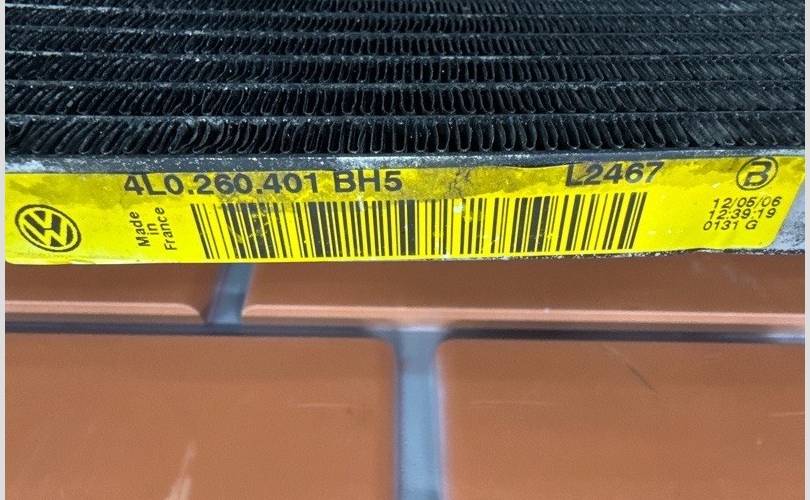 4L0.260.401 BH5
L2467
B
VW
Made
in
France
12/05/06
12:39:19
0131 G